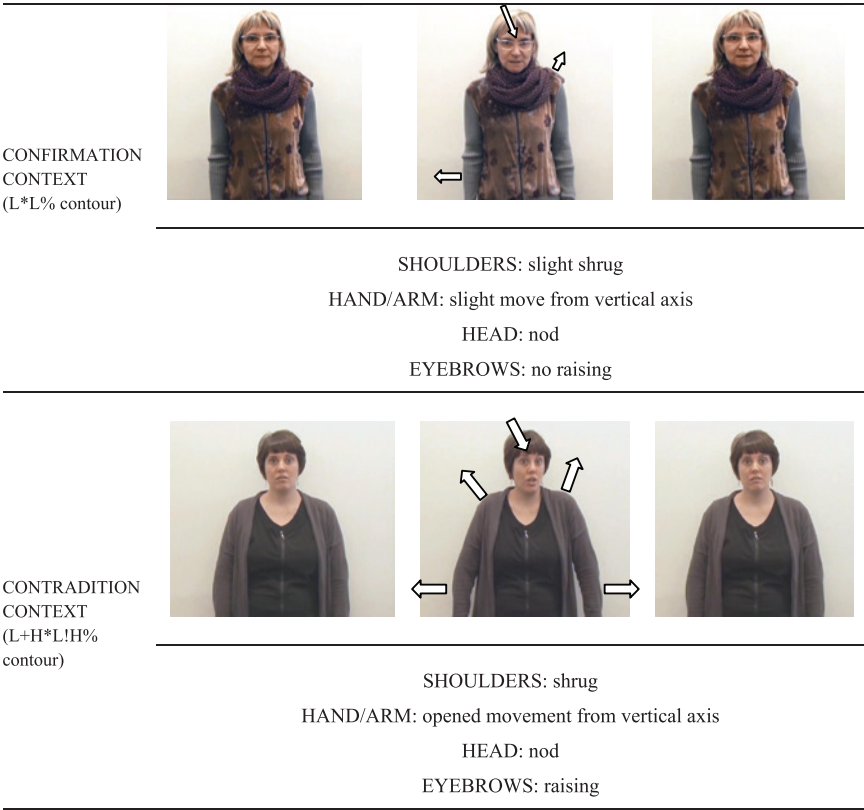 CONFIRMATION
CONTEXT
(L*L% contour)
SHOULDERS: slight shrug
HAND/ARM: slight move from vertical axis
HEAD: nod
EYEBROWS: no raising
CONTRADITION
CONTEXT
(L+H*L!H%
contour)
SHOULDERS: shrug
HAND/ARM: opened movement from vertical axis
HEAD: nod
EYEBROWS: raising